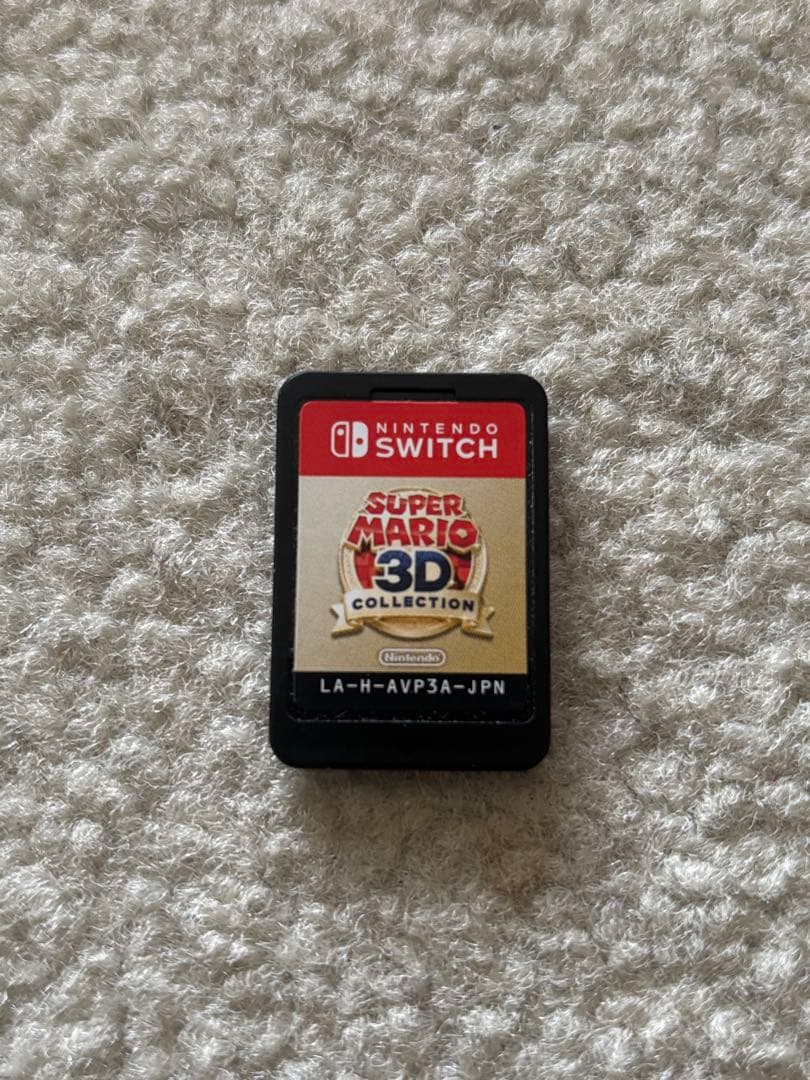 NINTENDO
SWITCH
SUPER
MARIO
3D
COLLECTION
Nintendo
LA-H-AVP3A-JPN